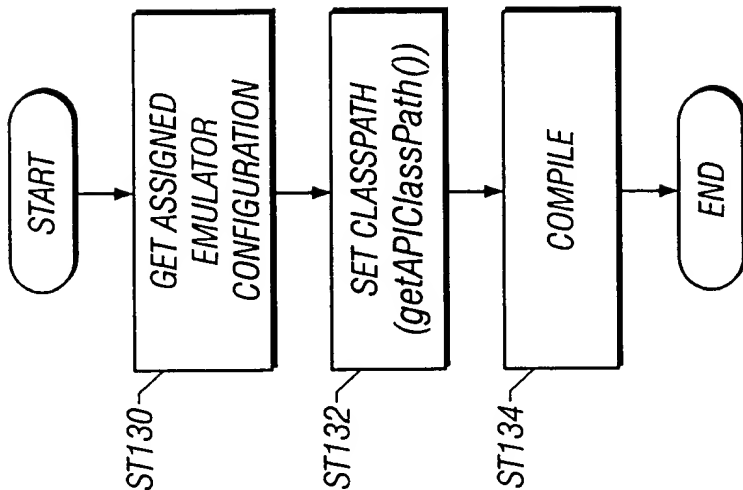 START
GET ASSIGNED
EMULATOR
CONFIGURATION
ST130
SET CLASSPATH
(getAPIClassPath())
ST132
COMPILE
ST134
END